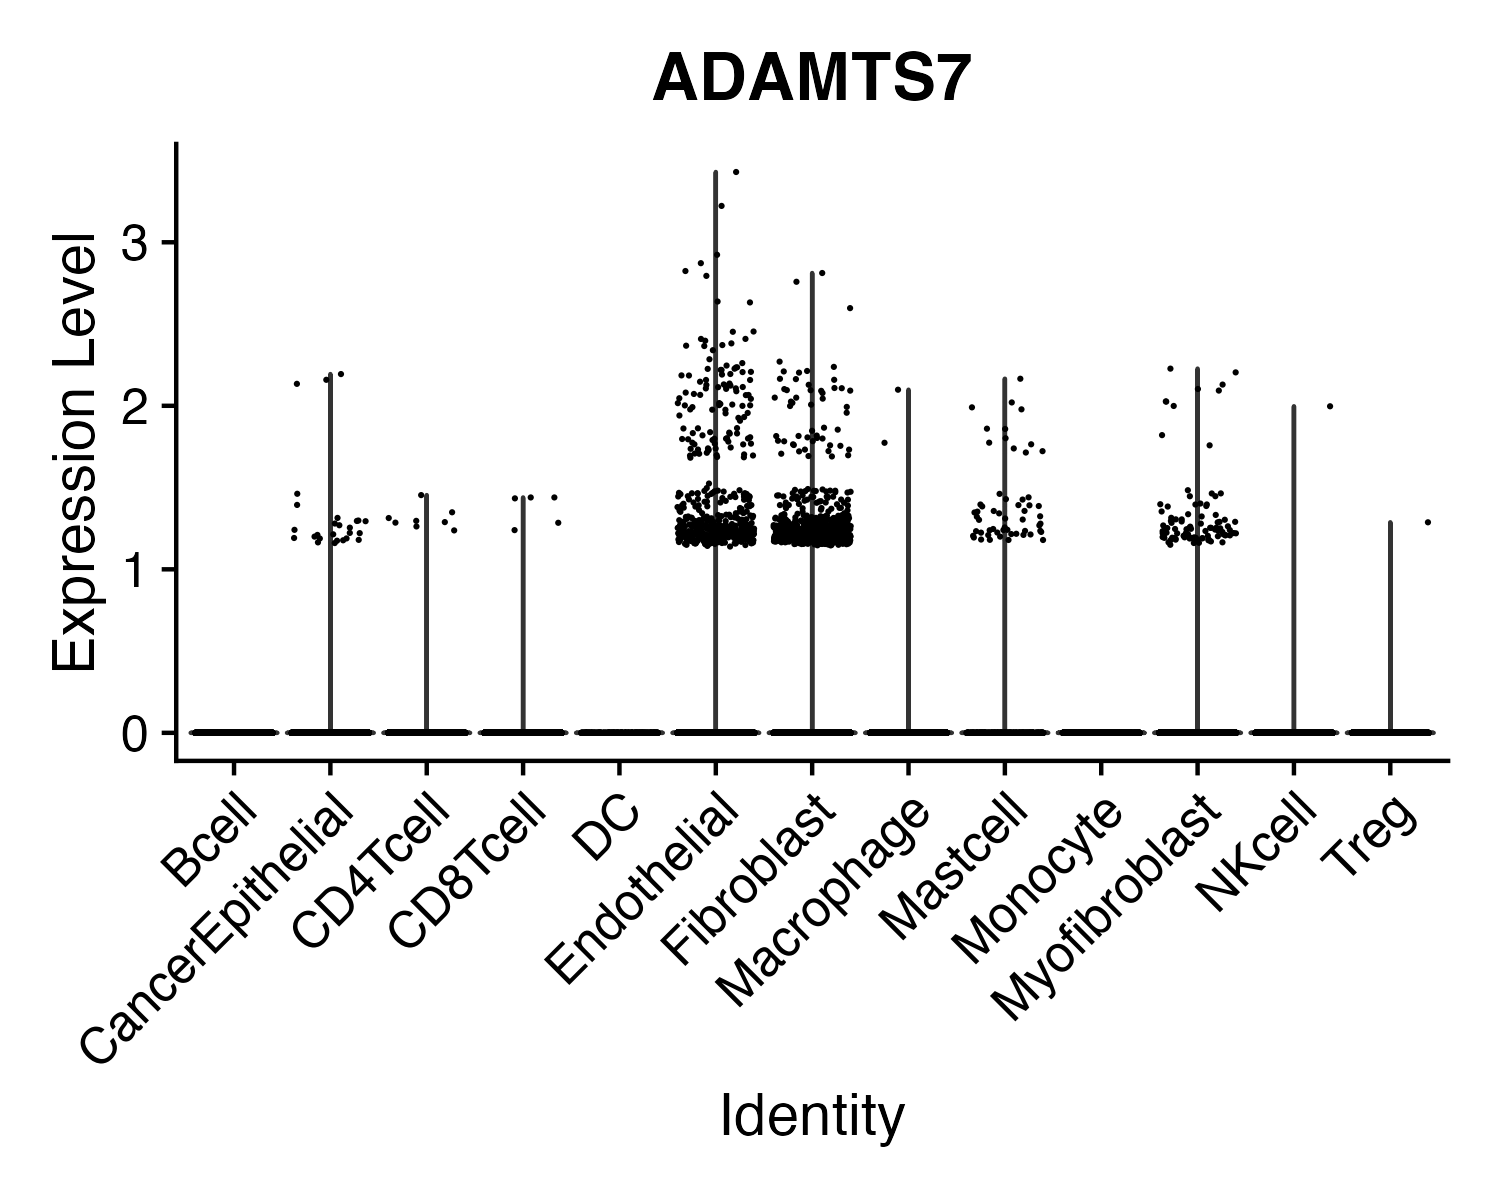 ADAMTS7
Expression Level
3
2
1
0
Bcell
CancerEpithelial
CD4Tcell
CD8Tcell
DC
Endothelial
Fibroblast
Macrophage
Mastcell
Monocyte
Myofibroblast
NKcell
Treg
Identity